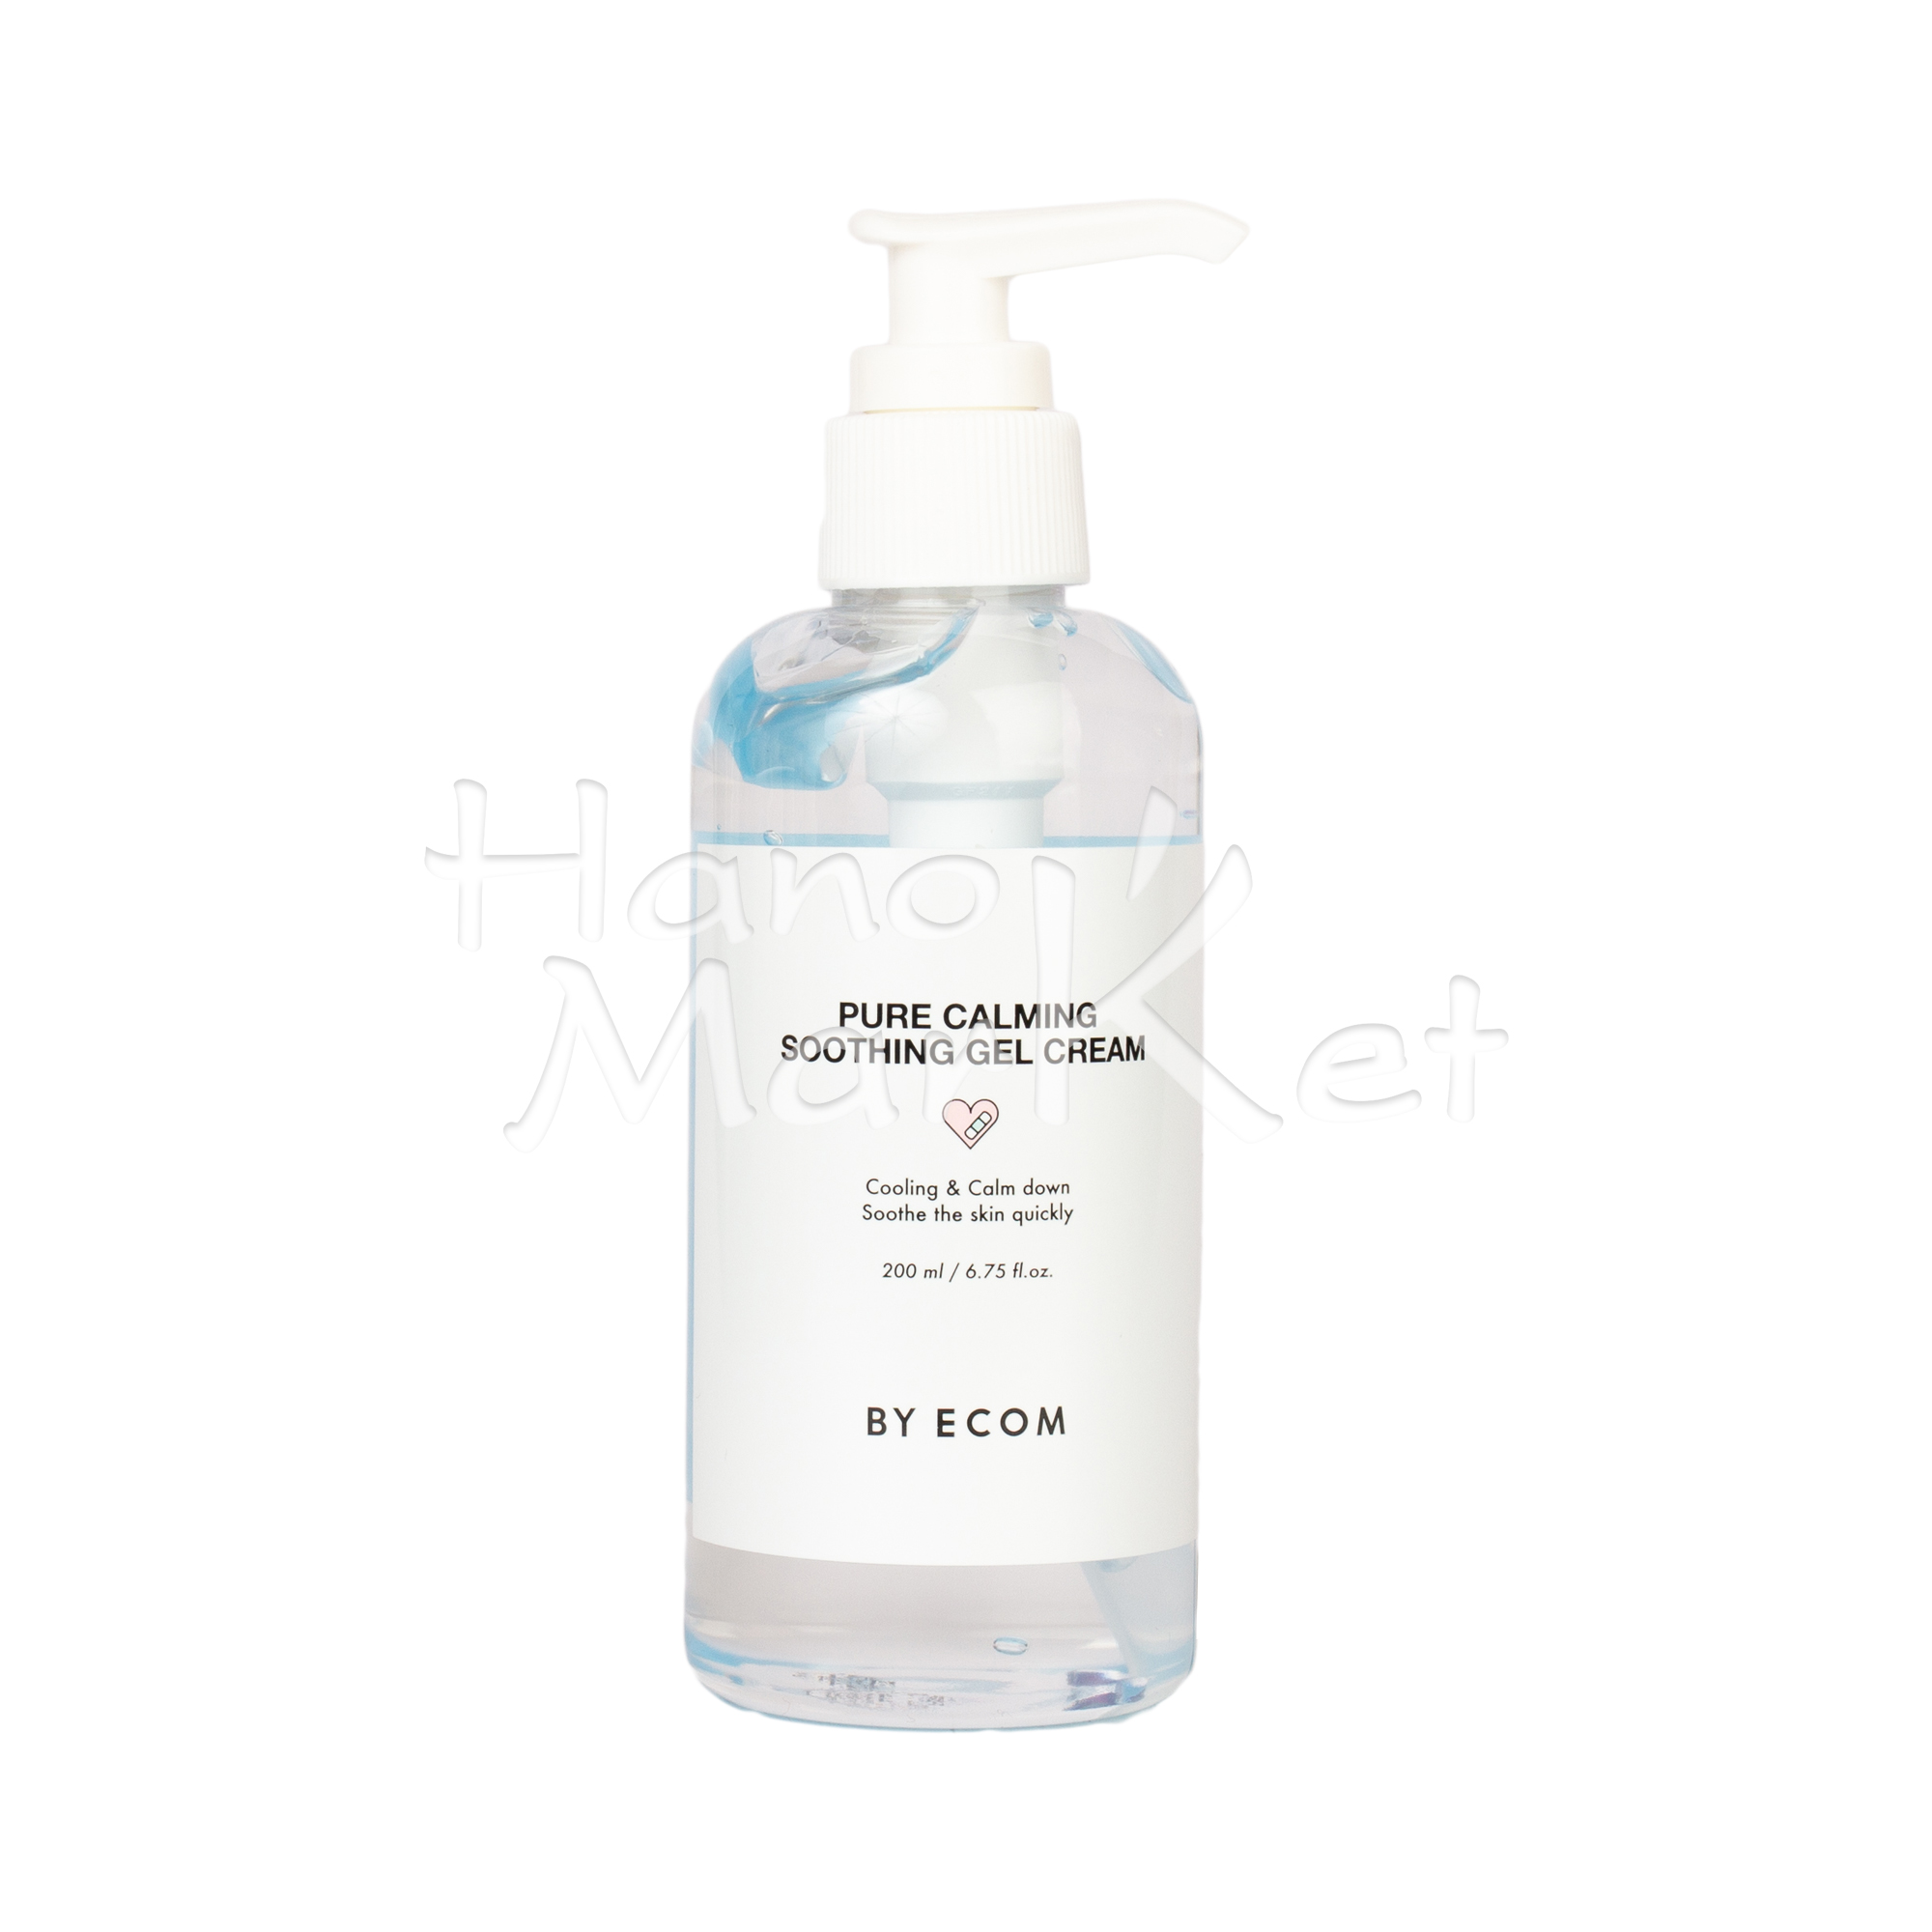 Hano
MarKet
PURE CALMING
SOOTHING GEL CREAM
Cooling & Calm down
Soothe the skin quickly
200 ml / 6.75 fl.oz.
BY ECOM